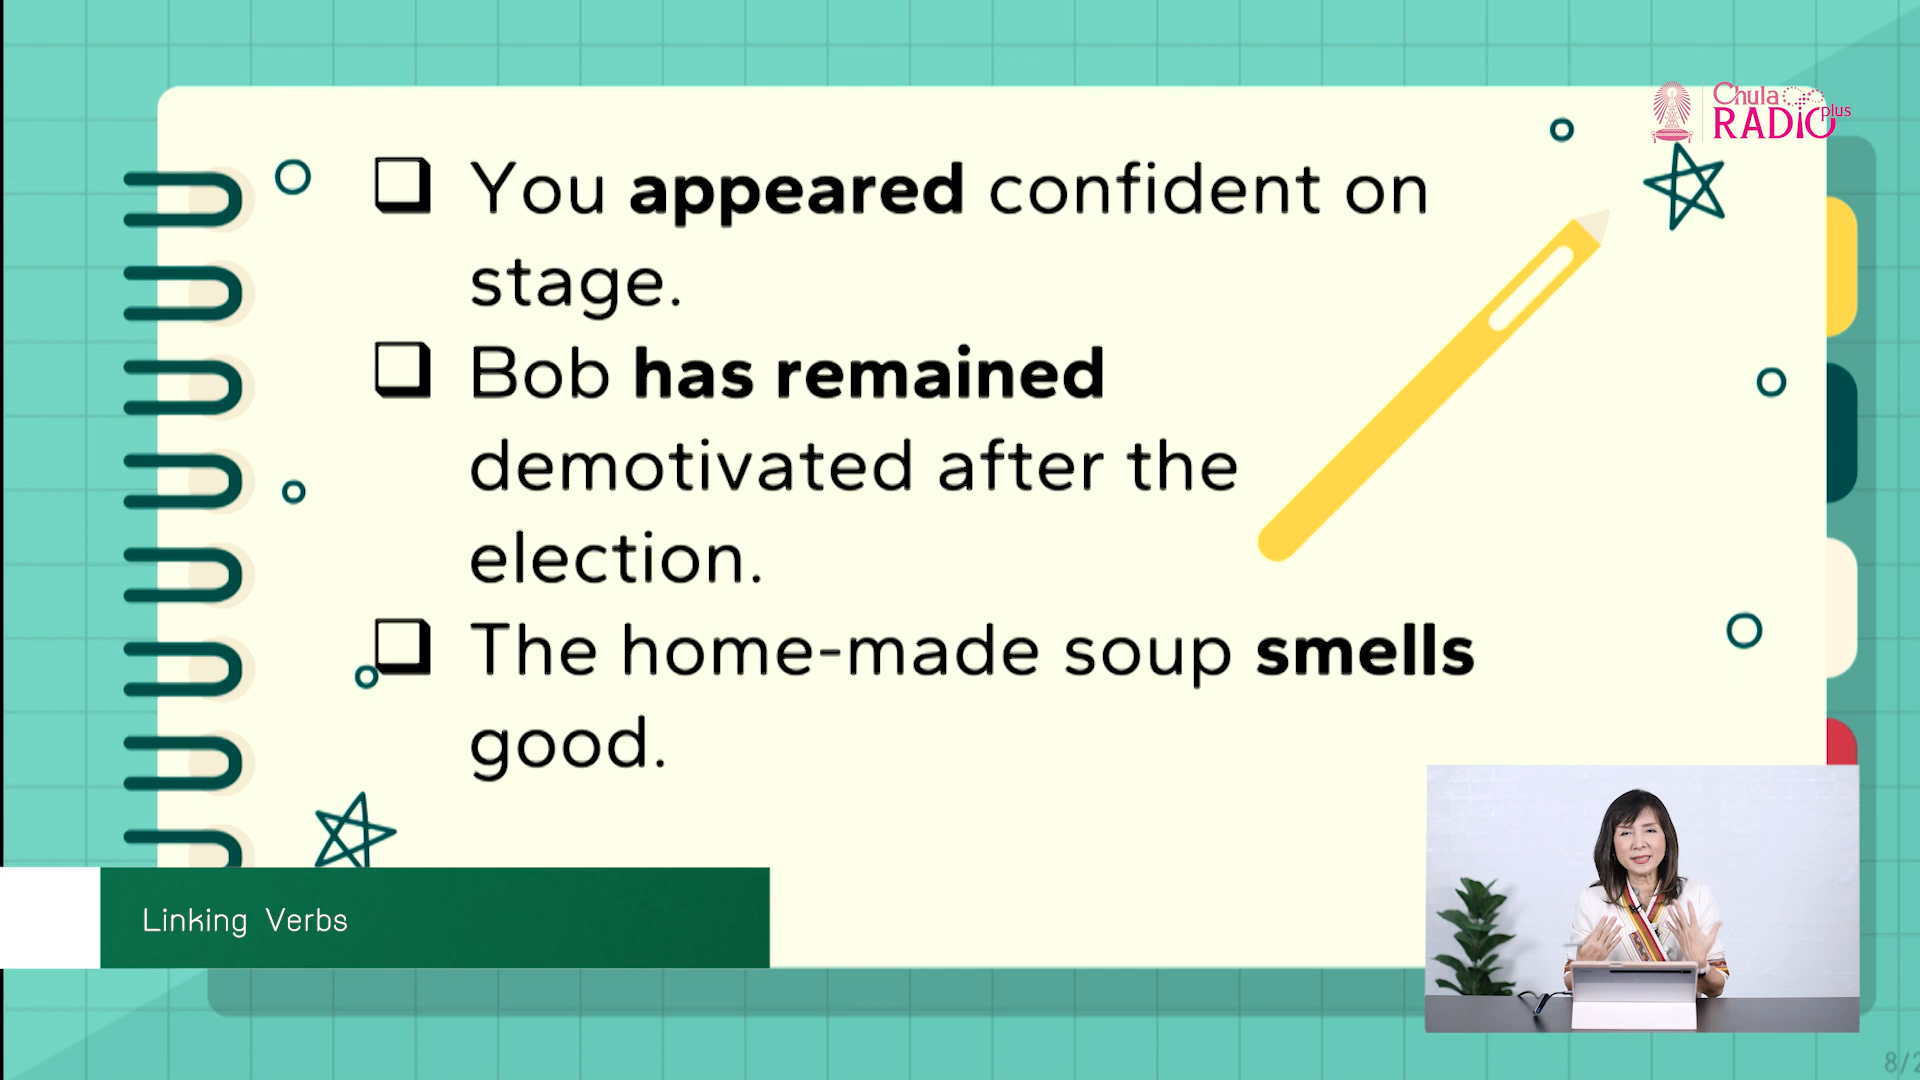 Chula
RADIO plus
You appeared confident on
stage.
Bob has remained
demotivated after the
election.
The home-made soup smells
good.
Linking Verbs